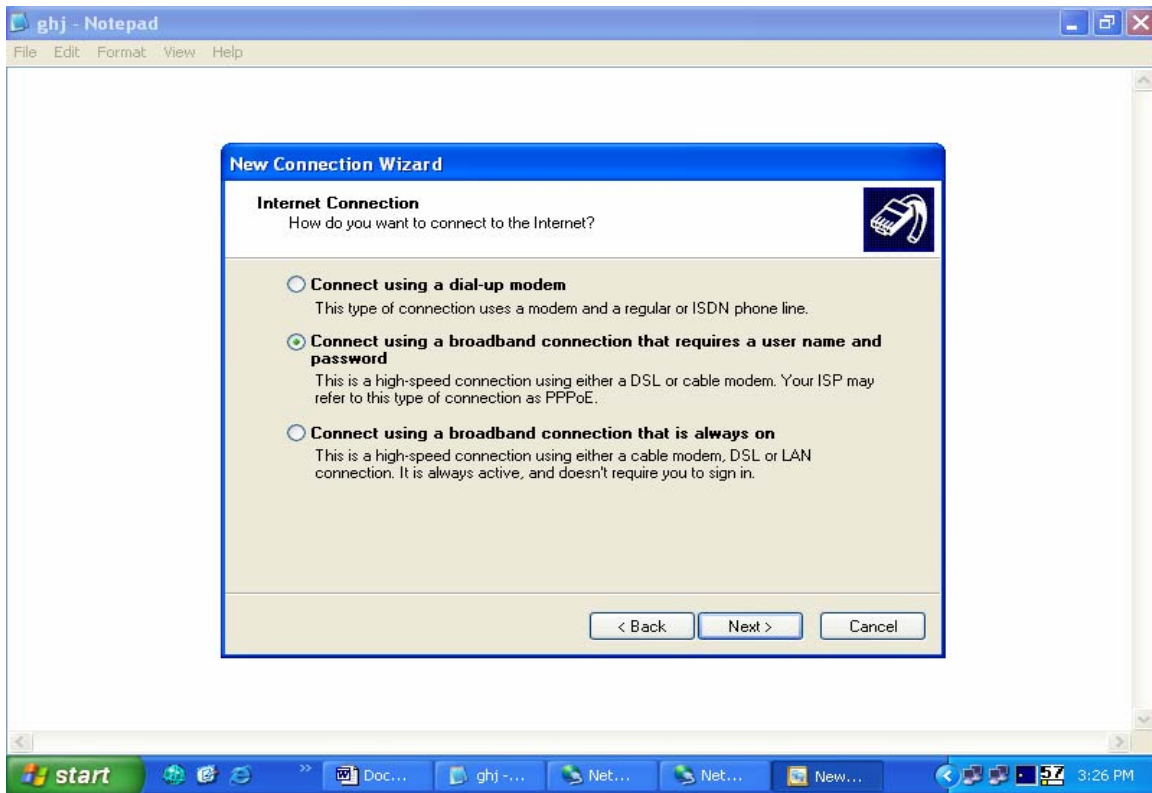 ghj - Notepad
File Edit Format View Help
New Connection Wizard
Internet Connection
How do you want to connect to the Internet?
Connect using a dial-up modem
This type of connection uses a modem and a regular or ISDN phone line.
Connect using a broadband connection that requires a user name and
password
This is a high-speed connection using either a DSL or cable modem. Your ISP may
refer to this type of connection as PPPoE.
Connect using a broadband connection that is always on
This is a high-speed connection using either a cable modem, DSL or LAN
connection. It is always active, and doesn't require you to sign in.
< Back Next > Cancel
start » Doc... ghj -... Net... Net... New... 57 3:26 PM